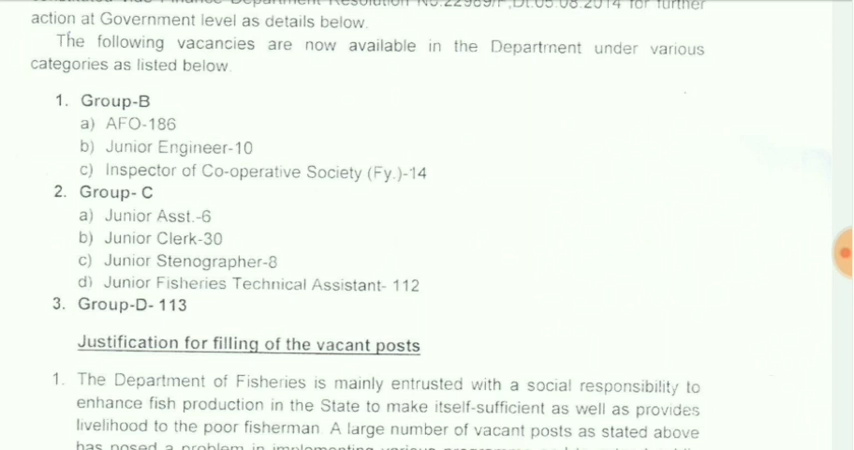 action at Government level as details below.
The following vacancies are now available in the Department under various
categories as listed below.
1. Group-B
a) AFO-186
b) Junior Engineer-10
c) Inspector of Co-operative Society (Fy.)-14
2. Group- C
a) Junior Asst.-6
b) Junior Clerk-30
c) Junior Stenographer-8
d) Junior Fisheries Technical Assistant- 112
3. Group-D- 113
Justification for filling of the vacant posts
1. The Department of Fisheries is mainly entrusted with a social responsibility to
enhance fish production in the State to make itself-sufficient as well as provides
livelihood to the poor fisherman A large number of vacant posts as stated above
has posed a problem in